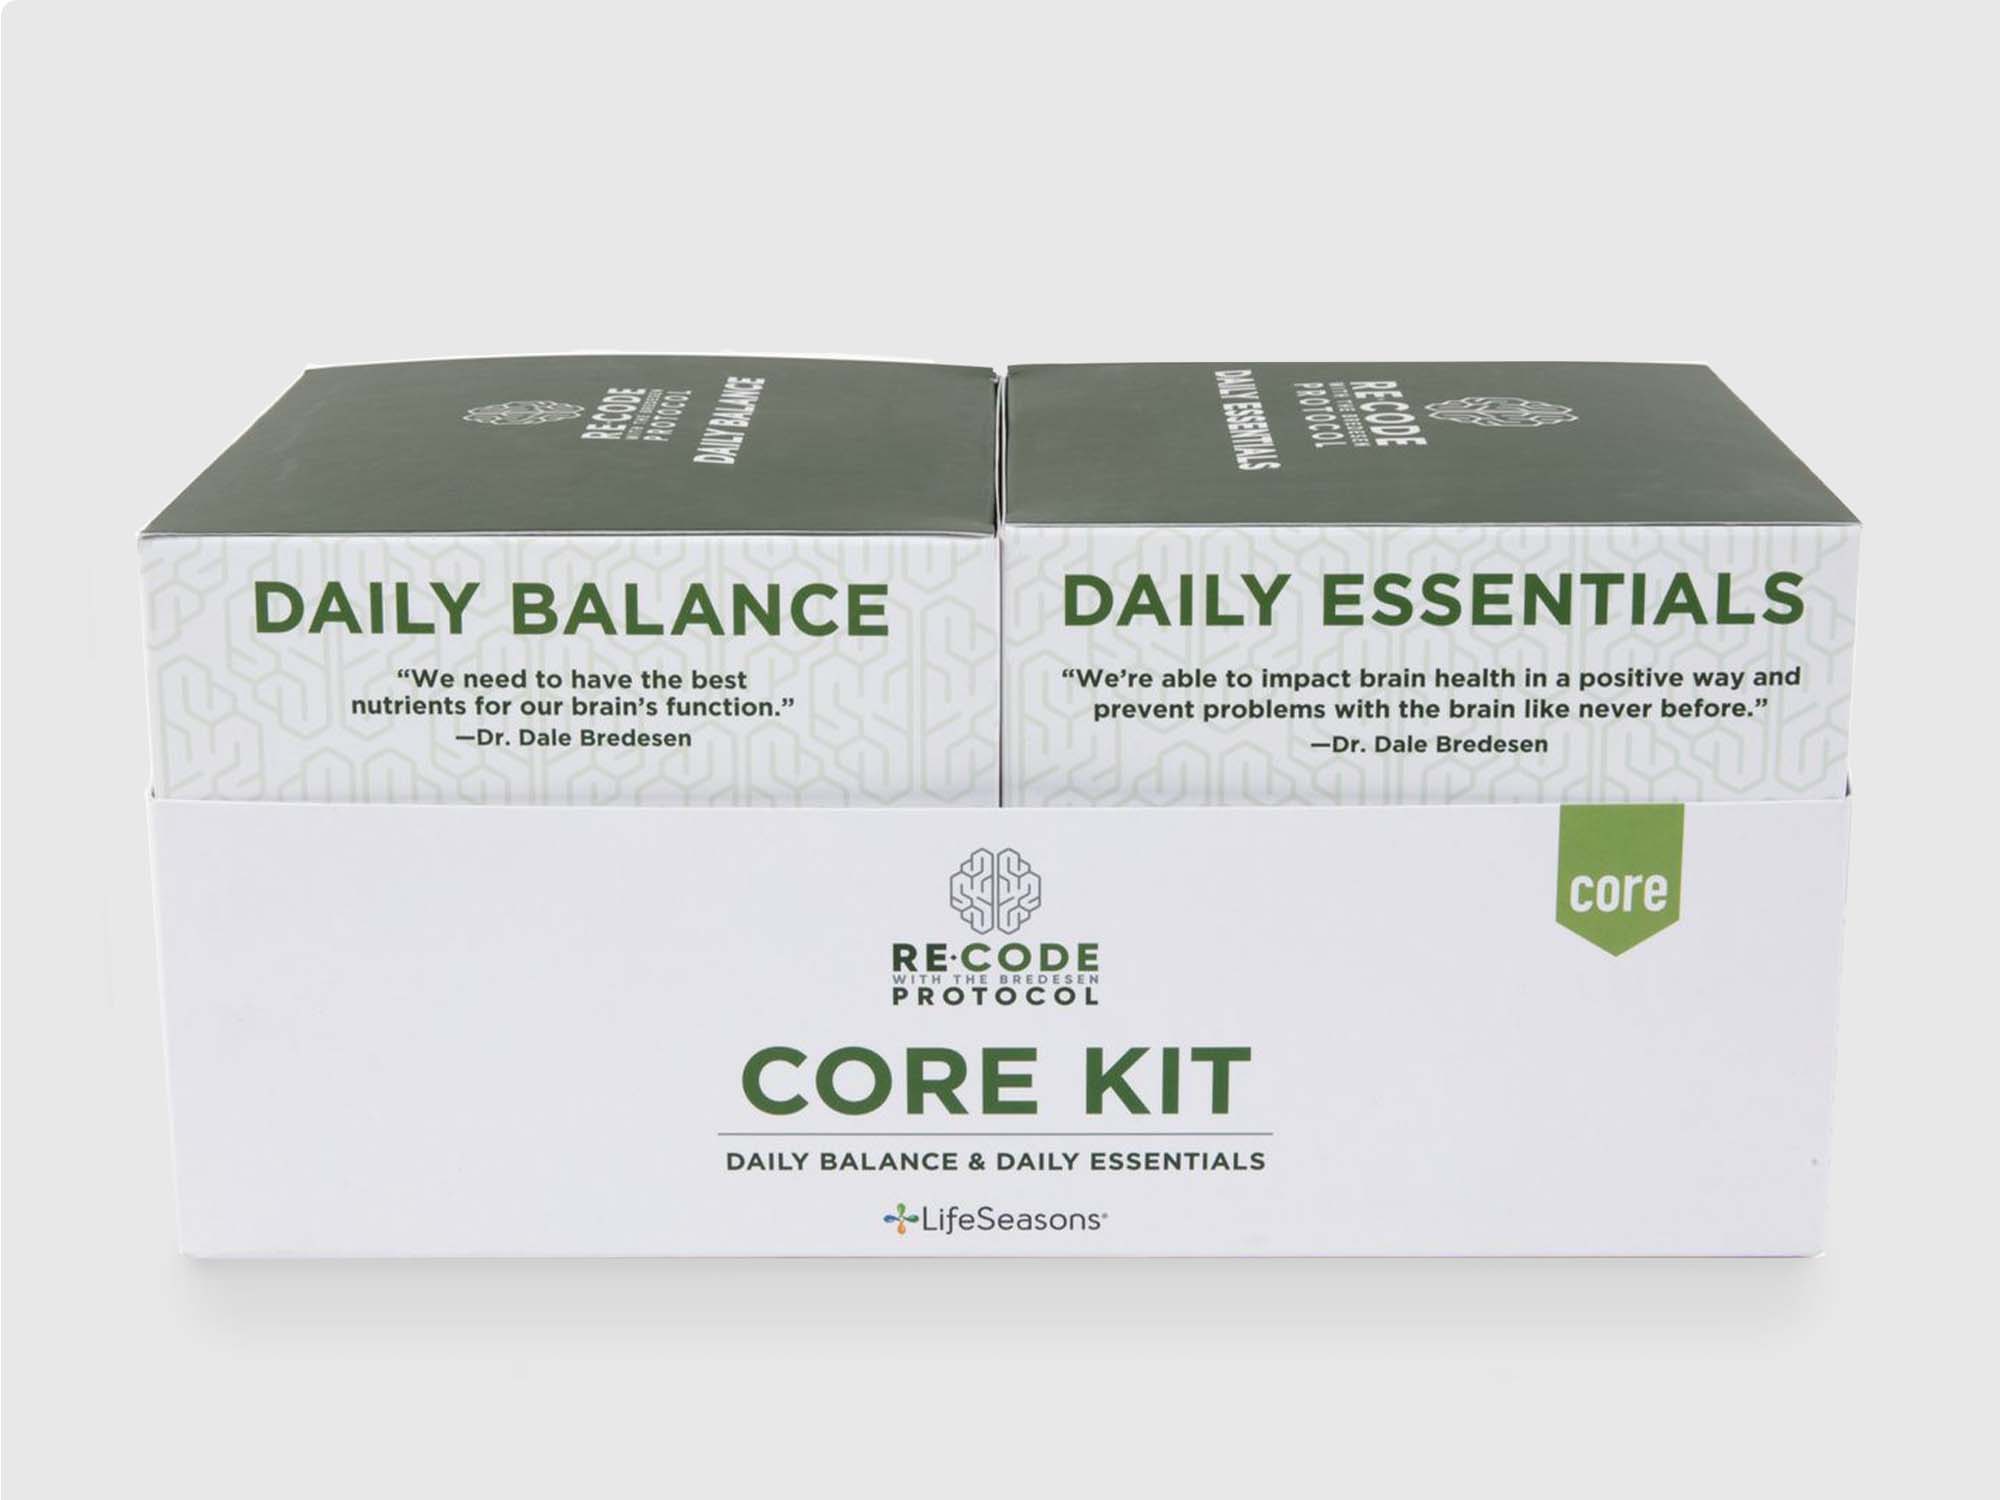 RE·CODE
WITH THE BREDESEN
PROTOCOL
DAILY BALANCE
DAILY ESSENTIALS
RE·CODE
WITH THE BREDESEN
PROTOCOL
DAILY BALANCE
“We need to have the best
nutrients for our brain’s function.”
—Dr. Dale Bredesen
DAILY ESSENTIALS
“We’re able to impact brain health in a positive way and
prevent problems with the brain like never before.”
—Dr. Dale Bredesen
core
RE·CODE
WITH THE BREDESEN
PROTOCOL
CORE KIT
DAILY BALANCE & DAILY ESSENTIALS
LifeSeasons®